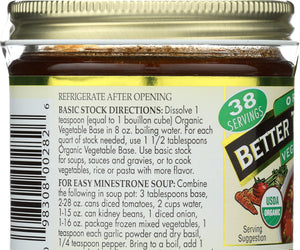 REFRIGERATE AFTER OPENING
BASIC STOCK DIRECTIONS: Dissolve 1
teaspoon (equal to 1 bouillon cube) Organic
Vegetable Base in 8 oz. boiling water. For each
quart of stock needed, use 1 1/2 tablespoons
Organic Vegetable Base. Use basic stock
for soups, sauces and gravies, or to cook
vegetables, rice or pasta for more flavor.
FOR EASY MINESTRONE SOUP: Combine
the following in soup pot: 3 tablespoons base,
2-28 oz. cans diced tomatoes, 2 cups water,
1-15 oz. can kidney beans, 1 diced onion,
1-16 oz. package frozen mixed vegetables, 1
teaspoon each garlic powder and dry basil,
1/4 teaspoon pepper. Bring to a boil, add 1
98308 00282 6
38
SERVINGS
BETTER
VEG
USDA
ORGANIC
Serving
Suggestion